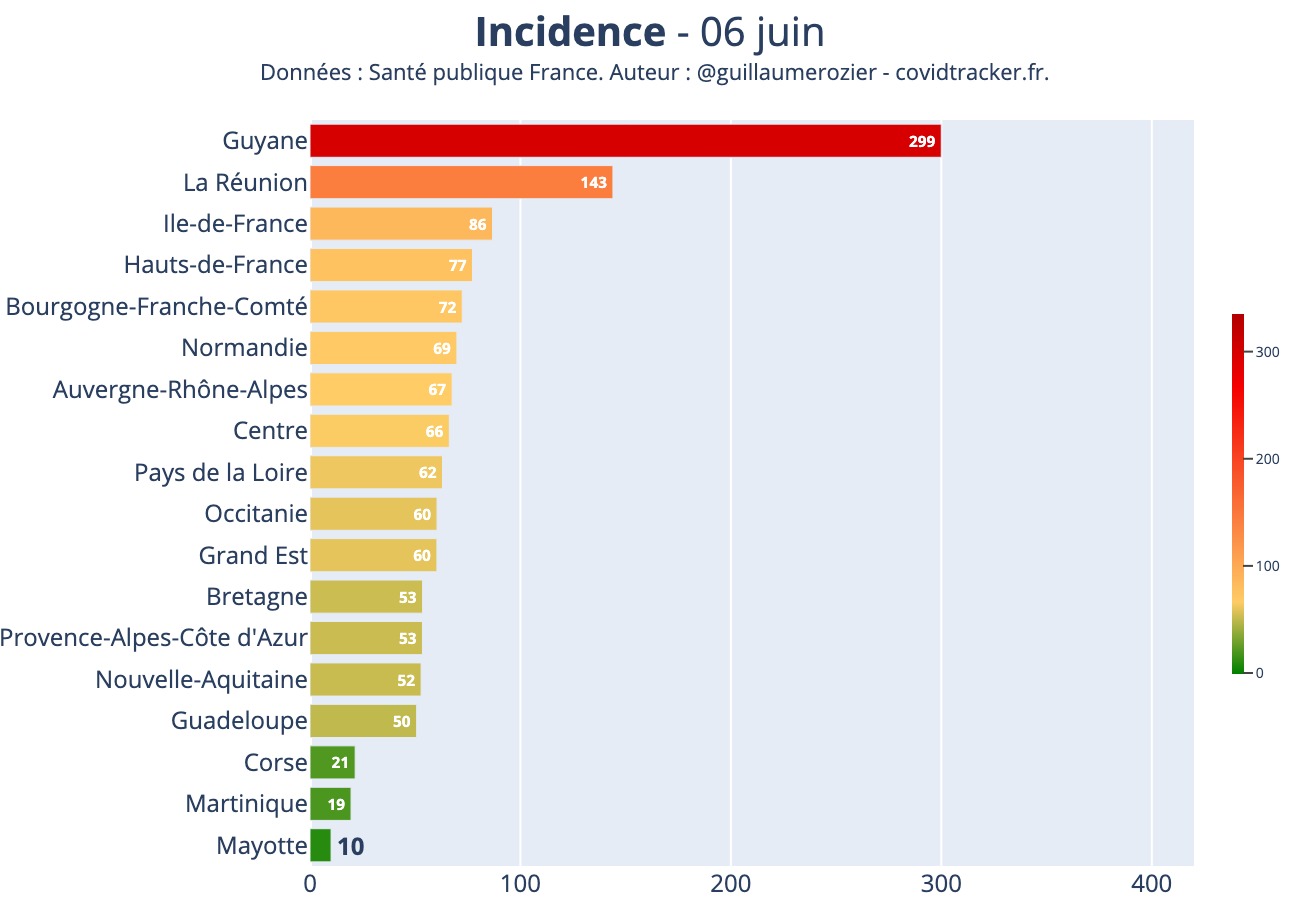 Incidence - 06 juin
Données : Santé publique France. Auteur : @guillaumerozier - covidtracker.fr.
Guyane 299
La Réunion 143
Ile-de-France 86
Hauts-de-France 77
Bourgogne-Franche-Comté 72
Normandie 69
Auvergne-Rhône-Alpes 67
Centre 66
Pays de la Loire 62
Occitanie 60
Grand Est 60
Bretagne 53
Provence-Alpes-Côte d'Azur 53
Nouvelle-Aquitaine 52
Guadeloupe 50
Corse 21
Martinique 19
Mayotte 10
0 100 200 300 400
300
200
100
0